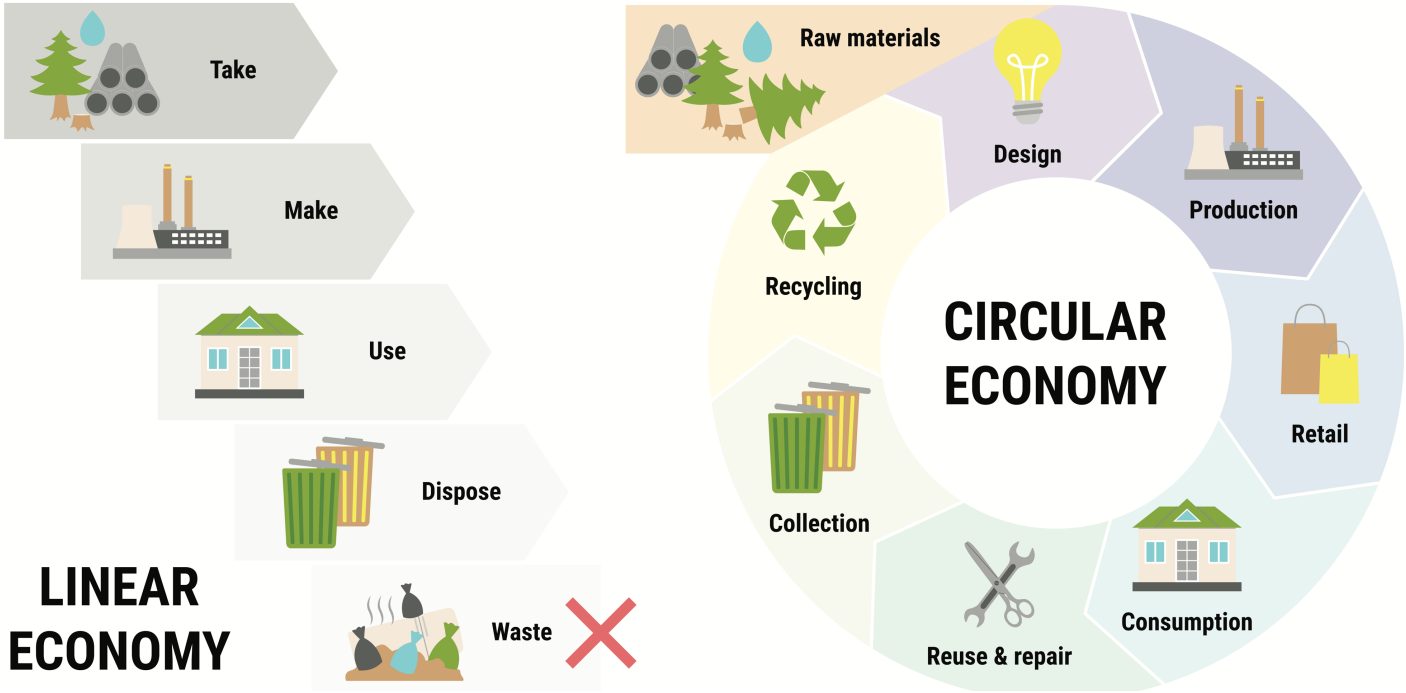 Take
Make
Use
Dispose
Waste
LINEAR
ECONOMY
Raw materials
Design
Production
Retail
Consumption
Reuse & repair
Collection
Recycling
CIRCULAR
ECONOMY